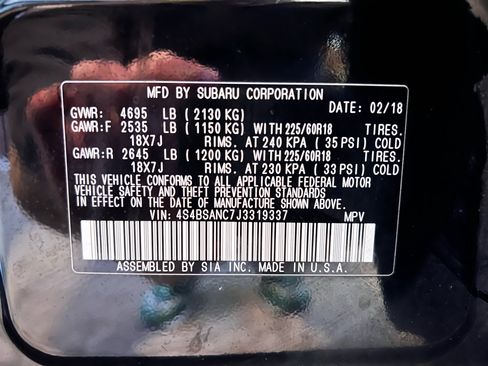 MFD BY SUBARU CORPORATION
GVWR: 4695 LB ( 2130 KG) DATE: 02/18
GAWR:F 2535 LB ( 1150 KG) WITH 225/60R18 TIRES.
18X7J RIMS. AT 240 KPA ( 35 PSI) COLD
GAWR:R 2645 LB ( 1200 KG) WITH 225/60R18 TIRES.
18X7J RIMS. AT 230 KPA ( 33 PSI) COLD
THIS VEHICLE CONFORMS TO ALL APPLICABLE FEDERAL MOTOR
VEHICLE SAFETY AND THEFT PREVENTION STANDARDS
IN EFFECT ON THE DATE OF MANUFACTURE SHOWN ABOVE.
VIN: 4S4BSANC7J3319337 MPV
ASSEMBLED BY SIA INC. MADE IN U.S.A.